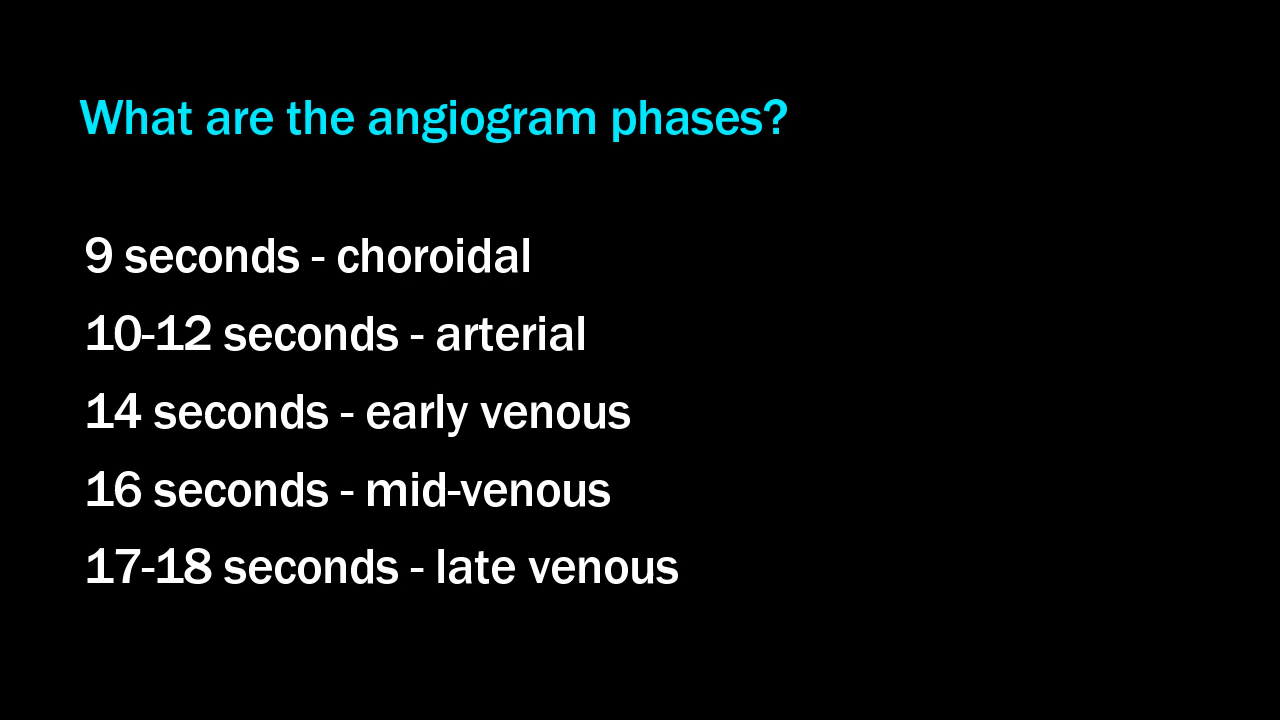 What are the angiogram phases?
9 seconds - choroidal
10-12 seconds - arterial
14 seconds - early venous
16 seconds - mid-venous
17-18 seconds - late venous